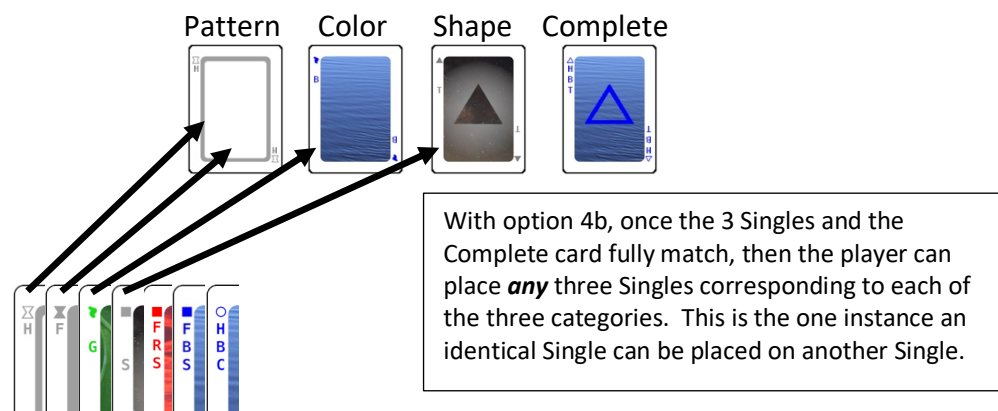 Pattern Color Shape Complete
H
H
B
B
T
T
H
B
T
H
B
T
With option 4b, once the 3 Singles and the
Complete card fully match, then the player can
place any three Singles corresponding to each of
the three categories. This is the one instance an
identical Single can be placed on another Single.
H
F
G
S
F
R
S
F
B
S
H
B
C